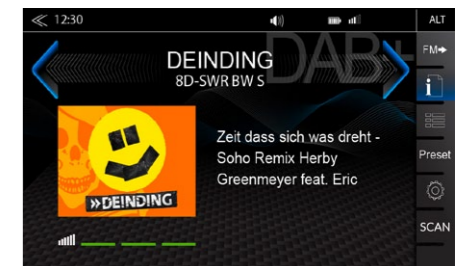 12:30
ALT
DAB+
FM
DEINDING
8D-SWR BW S
i
Zeit dass sich was dreht -
Soho Remix Herby
Greenmeyer feat. Eric
»DEINDING
Preset
SCAN